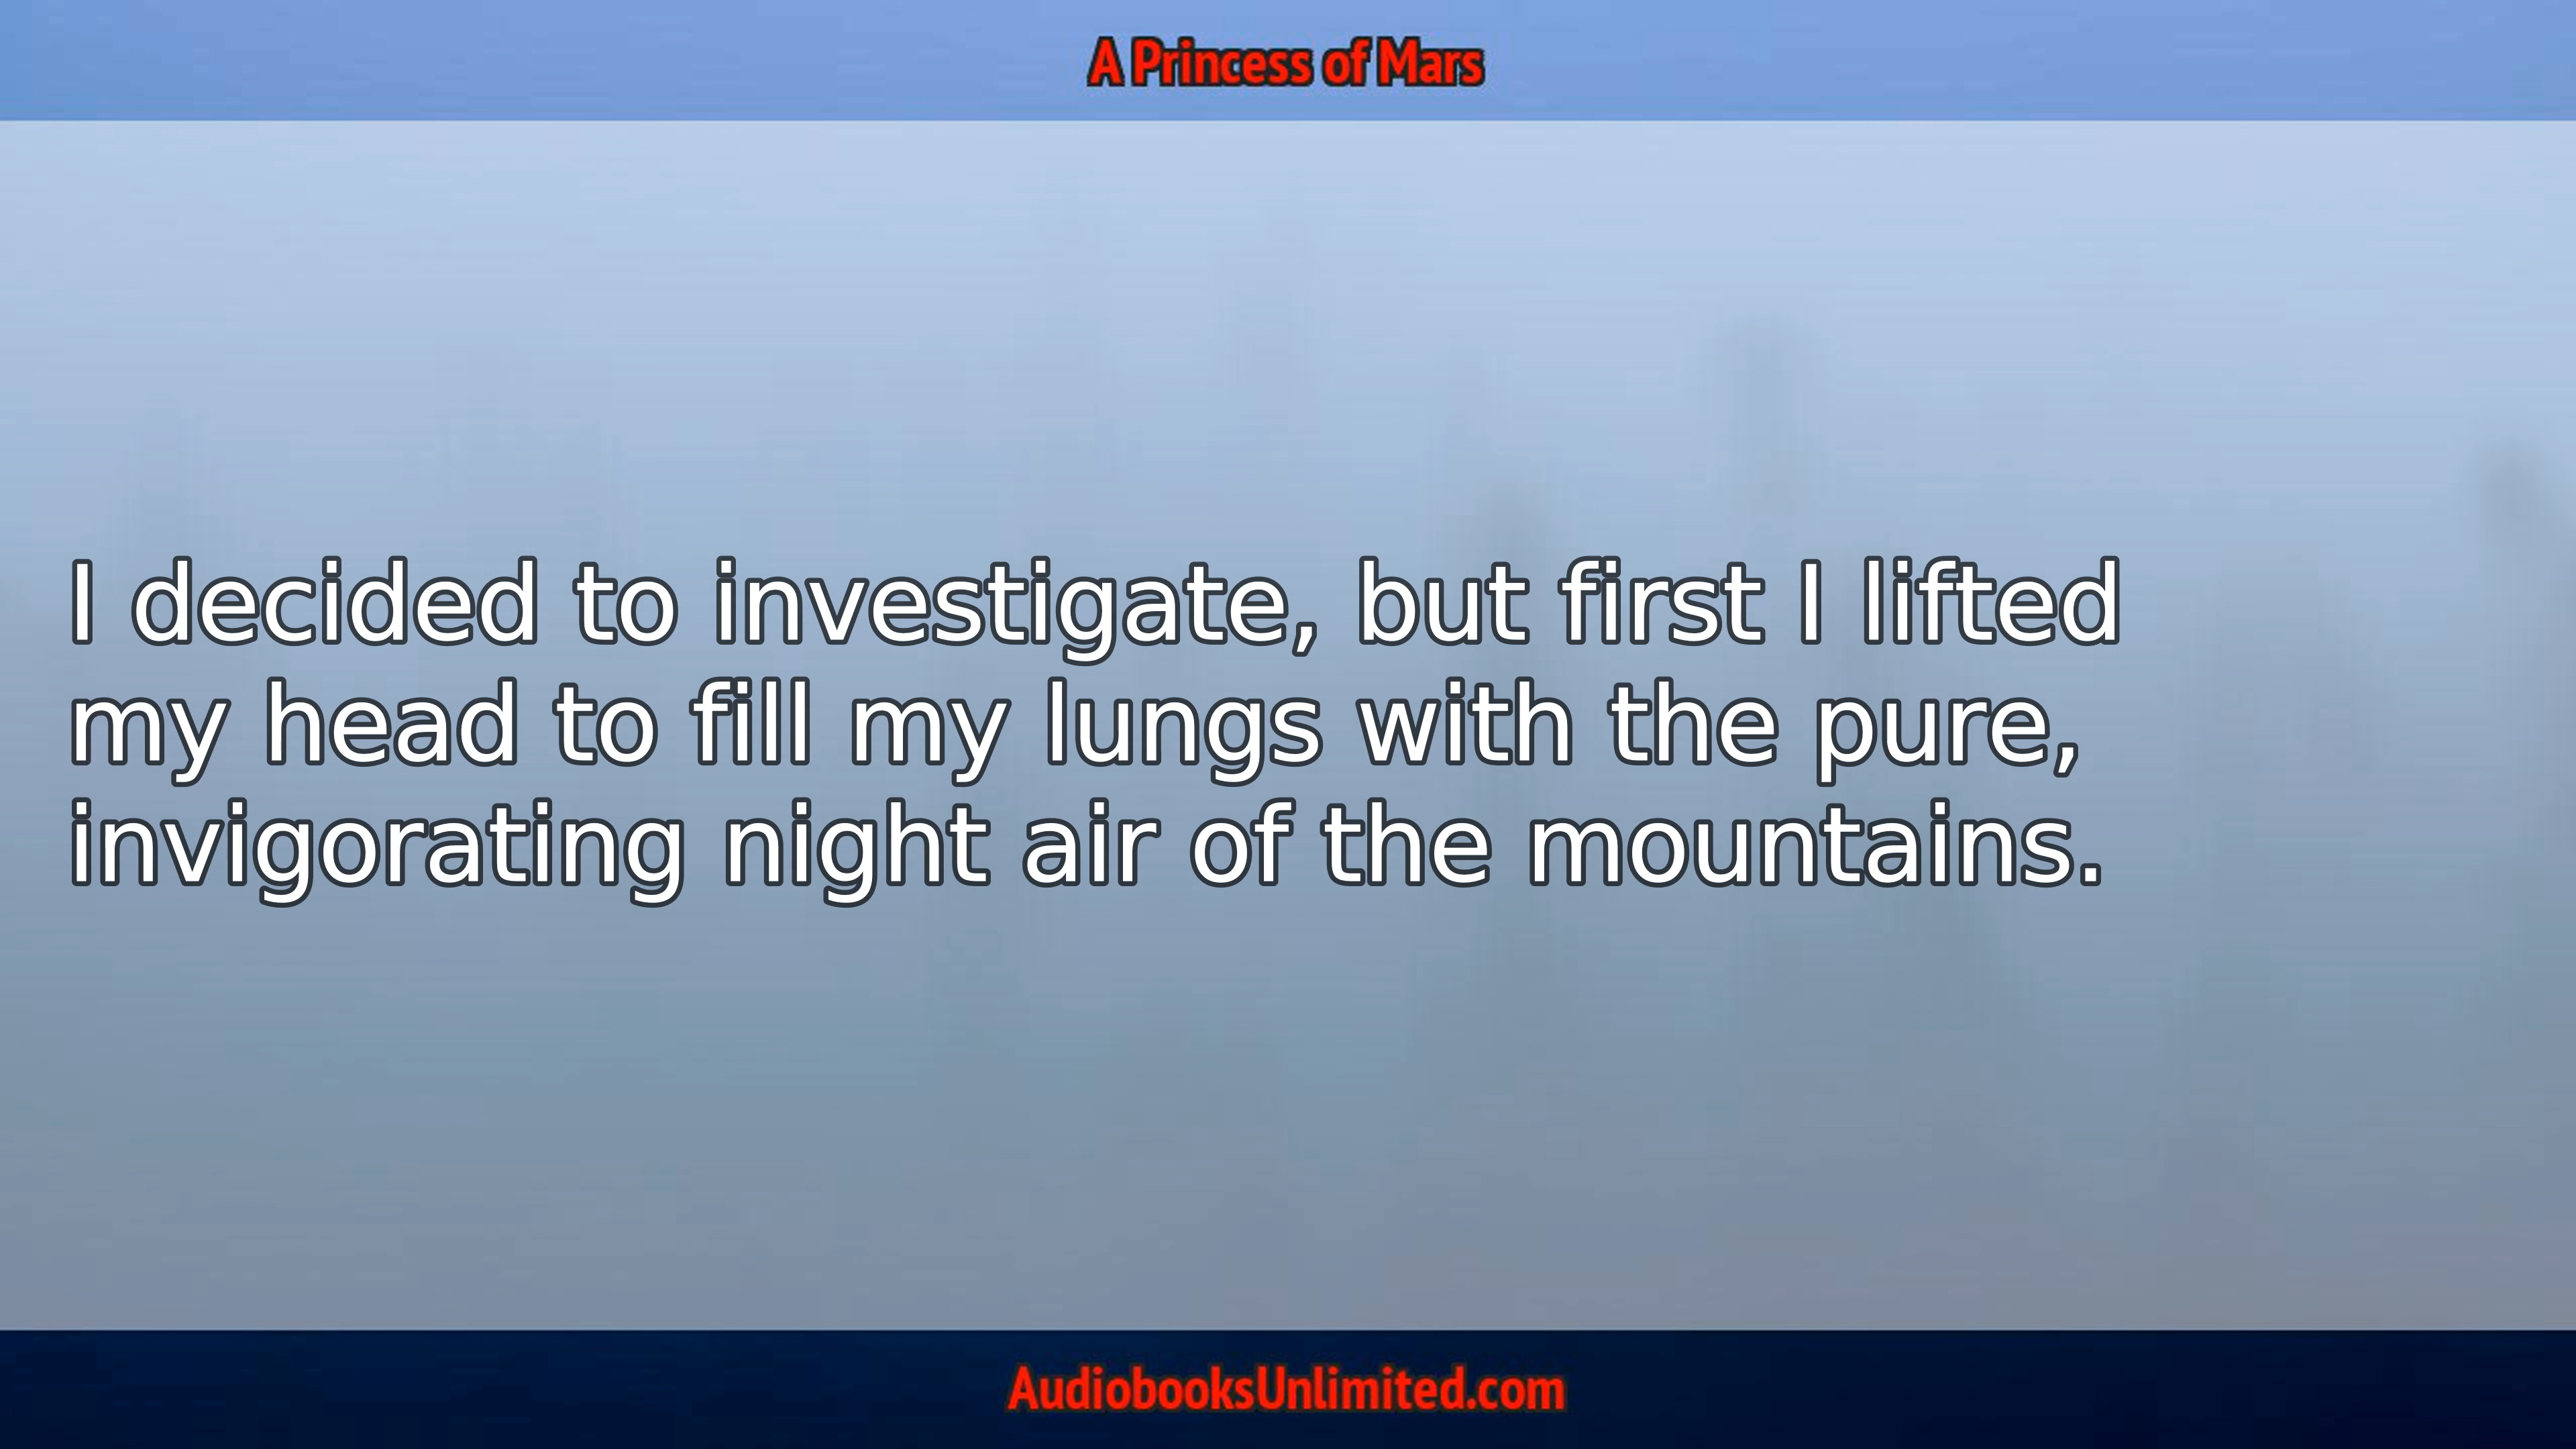 A Princess of Mars
I decided to investigate, but first I lifted
my head to fill my lungs with the pure,
invigorating night air of the mountains.
AudiobooksUnlimited.com